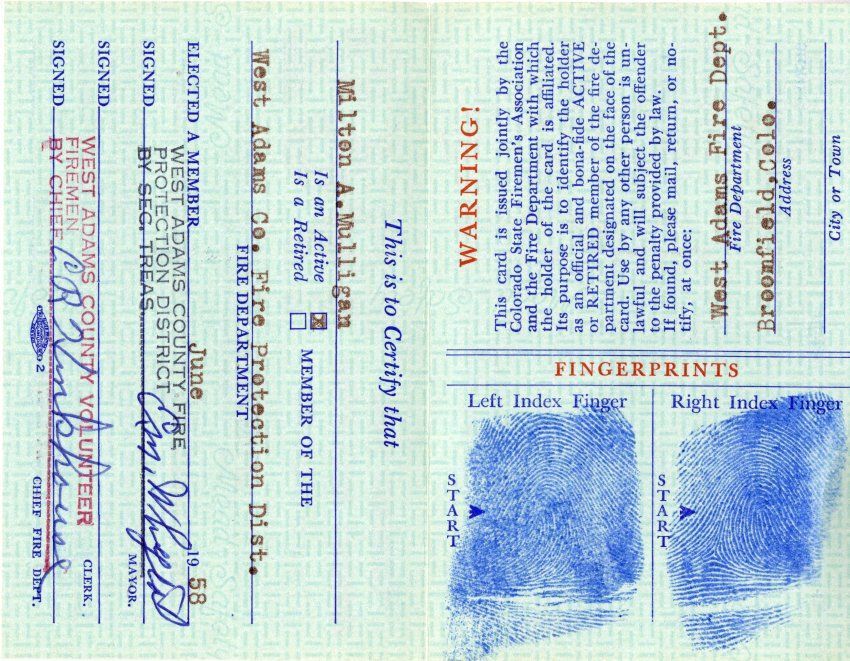 This is to Certify that
Milton A.Mulligan
Is an Active ☒
Is a Retired ☐
MEMBER OF THE
West Adams Co. Fire Protection Dist.
FIRE DEPARTMENT
ELECTED A MEMBER June 19 58
WEST ADAMS COUNTY FIRE
PROTECTION DISTRICT
BY SEC. TREAS.
SIGNED MAYOR.
SIGNED CLERK.
WEST ADAMS COUNTY VOLUNTEER
FIREMEN
BY CHIEF
SIGNED CHIEF FIRE DEPT.
2
WARNING!
This card is issued jointly by the
Colorado State Firemen's Association
and the Fire Department with which
the holder of the card is affiliated.
Its purpose is to identify the holder
as an official and bona-fide ACTIVE
or RETIRED member of the fire de-
partment designated on the face of the
card. Use by any other person is un-
lawful and will subject the offender
to the penalty provided by law.
If found, please mail, return, or no-
tify, at once:
West Adams Fire Dept.
Fire Department
Broomfield,Colo.
Address
City or Town
FINGERPRINTS
Left Index Finger
START
Right Index Finger
START